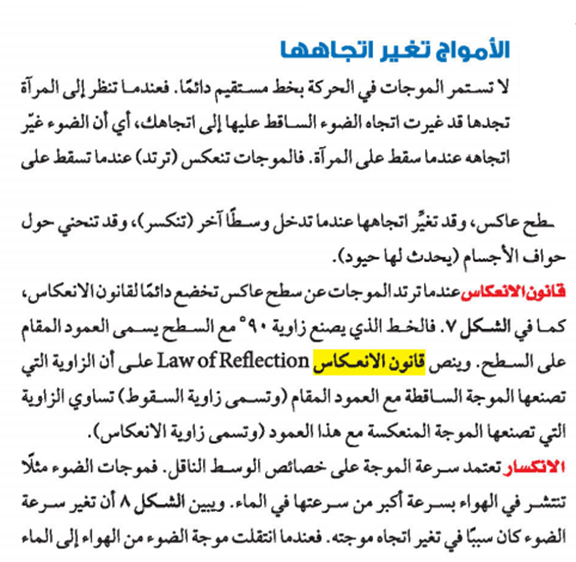 الأمواج تغير اتجاهها
لا تستمر الموجات في الحركة بخط مستقيم دائمًا. فعندما تنظر إلى المرآة
تجدها قد غيرت اتجاه الضوء الساقط عليها إلى اتجاهك، أي أن الضوء غيّر
اتجاهه عندما سقط على المرآة. فالموجات تنعكس (ترتد) عندما تسقط على
سطح عاكس، وقد تغيِّر اتجاهها عندما تدخل وسطًا آخر (تنكسر)، وقد تنحني حول
حواف الأجسام (يحدث لها حيود).
قانون الانعكاس عندما ترتد الموجات عن سطح عاكس تخضع دائمًا لقانون الانعكاس،
كما في الشكل ٧. فالخط الذي يصنع زاوية ٩٠° مع السطح يسمى العمود المقام
على السطح. وينص قانون الانعكاس Law of Reflection على أن الزاوية التي
تصنعها الموجة الساقطة مع العمود المقام (وتسمى زاوية السقوط) تساوي الزاوية
التي تصنعها الموجة المنعكسة مع هذا العمود (وتسمى زاوية الانعكاس).
الانكسار تعتمد سرعة الموجة على خصائص الوسط الناقل. فموجات الضوء مثلًا
تنتشر في الهواء بسرعة أكبر من سرعتها في الماء. ويبين الشكل ٨ أن تغير سرعة
الضوء كان سببًا في تغير اتجاه موجته. فعندما انتقلت موجة الضوء من الهواء إلى الماء